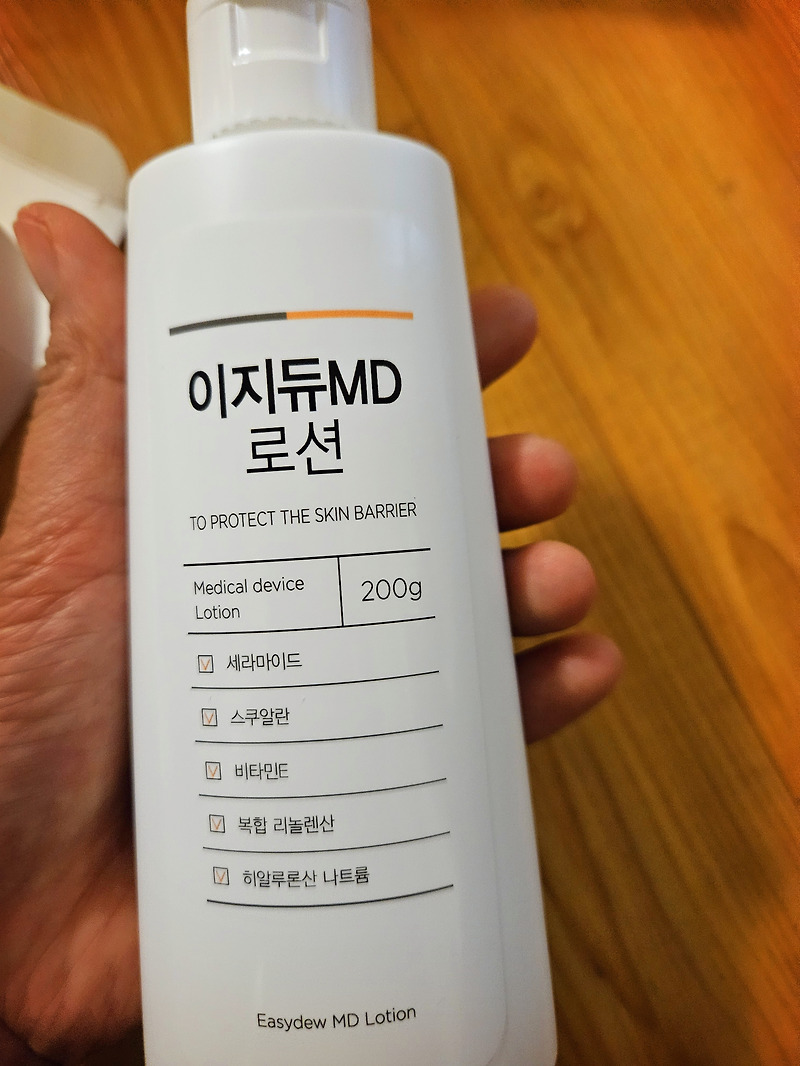 이지듀MD
로션
TO PROTECT THE SKIN BARRIER
Medical device
Lotion
200g
세라마이드
스쿠알란
비타민E
복합 리놀렌산
히알루론산 나트륨
Easydew MD Lotion